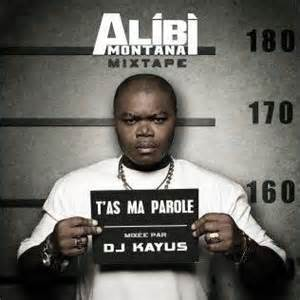 ALIBI
MONTANA
MIXTAPE
180
170
160
T'AS MA PAROLE
MIXÉE PAR
DJ KAYUS